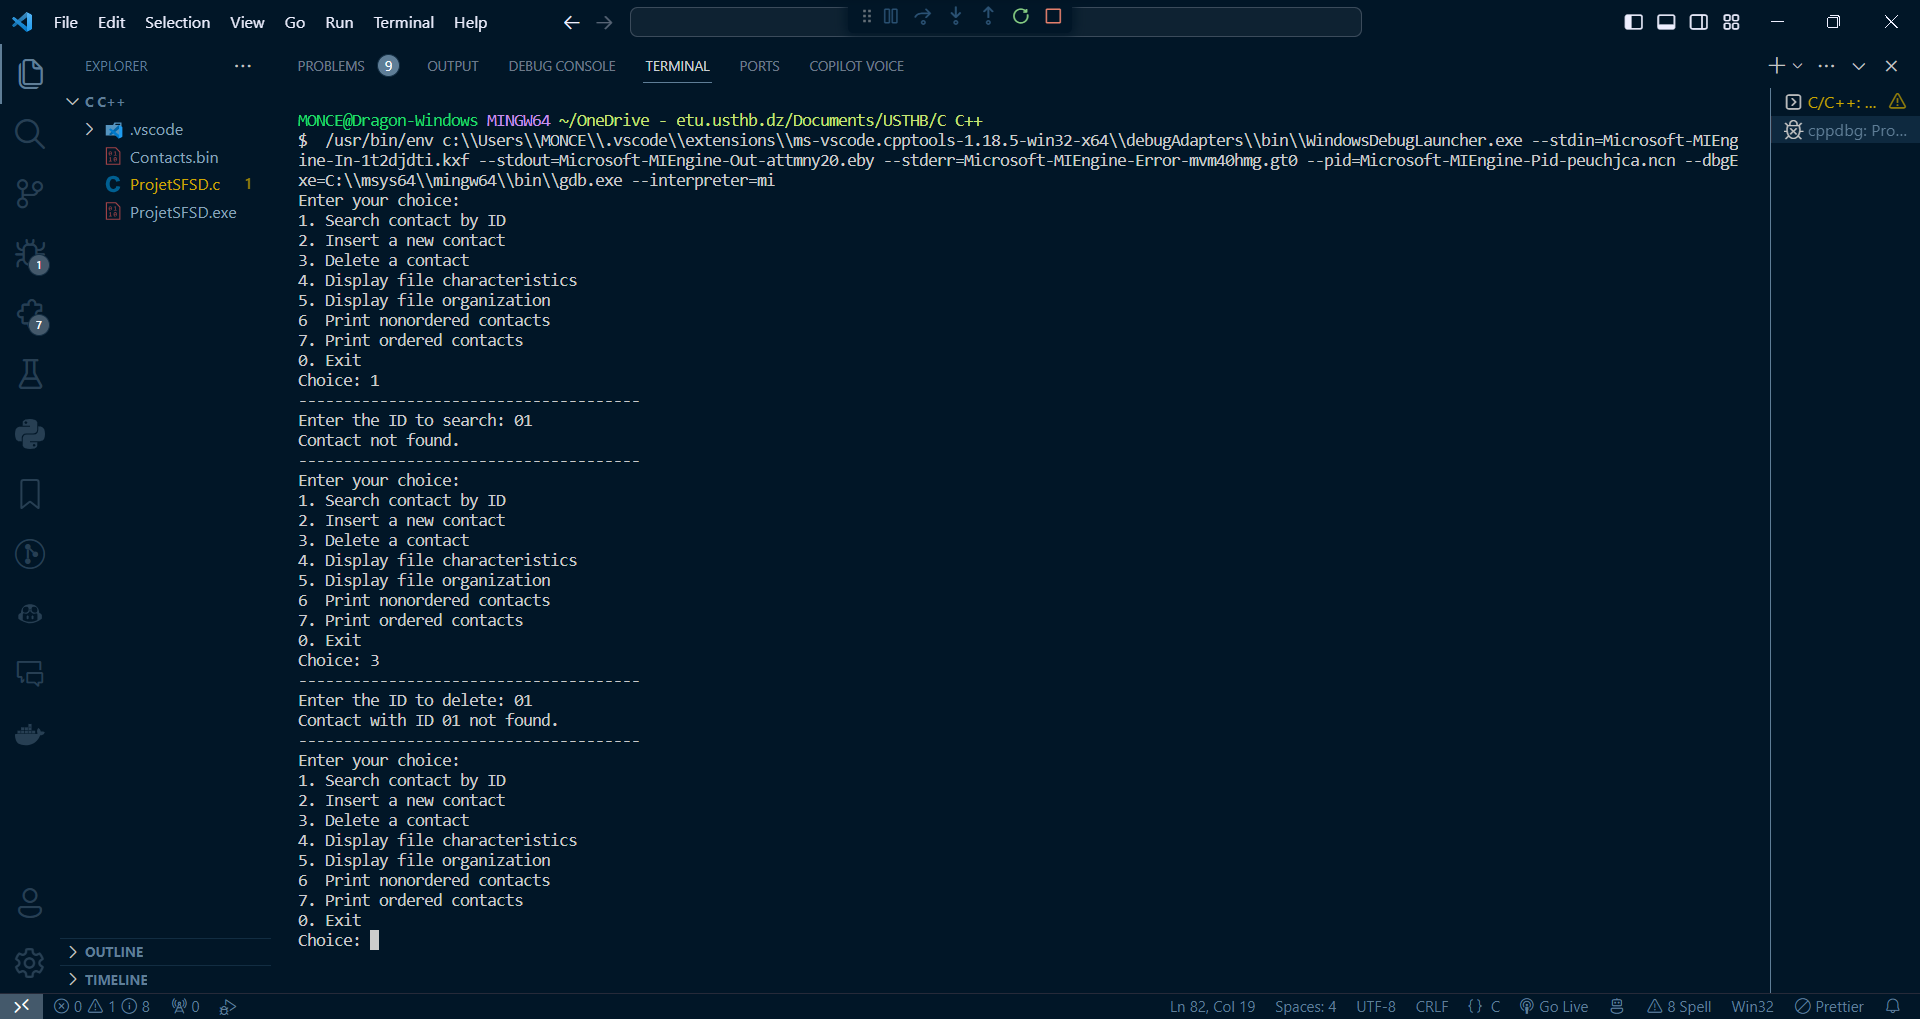 File Edit Selection View Go Run Terminal Help
EXPLORER
C C++
.vscode
Contacts.bin
ProjetSFSD.c 1
ProjetSFSD.exe
1
7
OUTLINE
TIMELINE
PROBLEMS 9 OUTPUT DEBUG CONSOLE TERMINAL PORTS COPILOT VOICE
MONCE@Dragon-Windows MINGW64 ~/OneDrive - etu.usthb.dz/Documents/USTHB/C C++
$  /usr/bin/env c:\\Users\\MONCE\\.vscode\\extensions\\ms-vscode.cpptools-1.18.5-win32-x64\\debugAdapters\\bin\\WindowsDebugLauncher.exe --stdin=Microsoft-MIEng
ine-In-1t2djdti.kxf --stdout=Microsoft-MIEngine-Out-attmny20.eby --stderr=Microsoft-MIEngine-Error-mvm40hmg.gt0 --pid=Microsoft-MIEngine-Pid-peuchjca.ncn --dbgE
xe=C:\\msys64\\mingw64\\bin\\gdb.exe --interpreter=mi
Enter your choice:
1. Search contact by ID
2. Insert a new contact
3. Delete a contact
4. Display file characteristics
5. Display file organization
6  Print nonordered contacts
7. Print ordered contacts
0. Exit
Choice: 1
--------------------------------------
Enter the ID to search: 01
Contact not found.
--------------------------------------
Enter your choice:
1. Search contact by ID
2. Insert a new contact
3. Delete a contact
4. Display file characteristics
5. Display file organization
6  Print nonordered contacts
7. Print ordered contacts
0. Exit
Choice: 3
--------------------------------------
Enter the ID to delete: 01
Contact with ID 01 not found.
--------------------------------------
Enter your choice:
1. Search contact by ID
2. Insert a new contact
3. Delete a contact
4. Display file characteristics
5. Display file organization
6  Print nonordered contacts
7. Print ordered contacts
0. Exit
Choice:
C/C++: ...
cppdbg: Pro...
0 1 8 0 Ln 82, Col 19 Spaces: 4 UTF-8 CRLF {} C Go Live 8 Spell Win32 Prettier